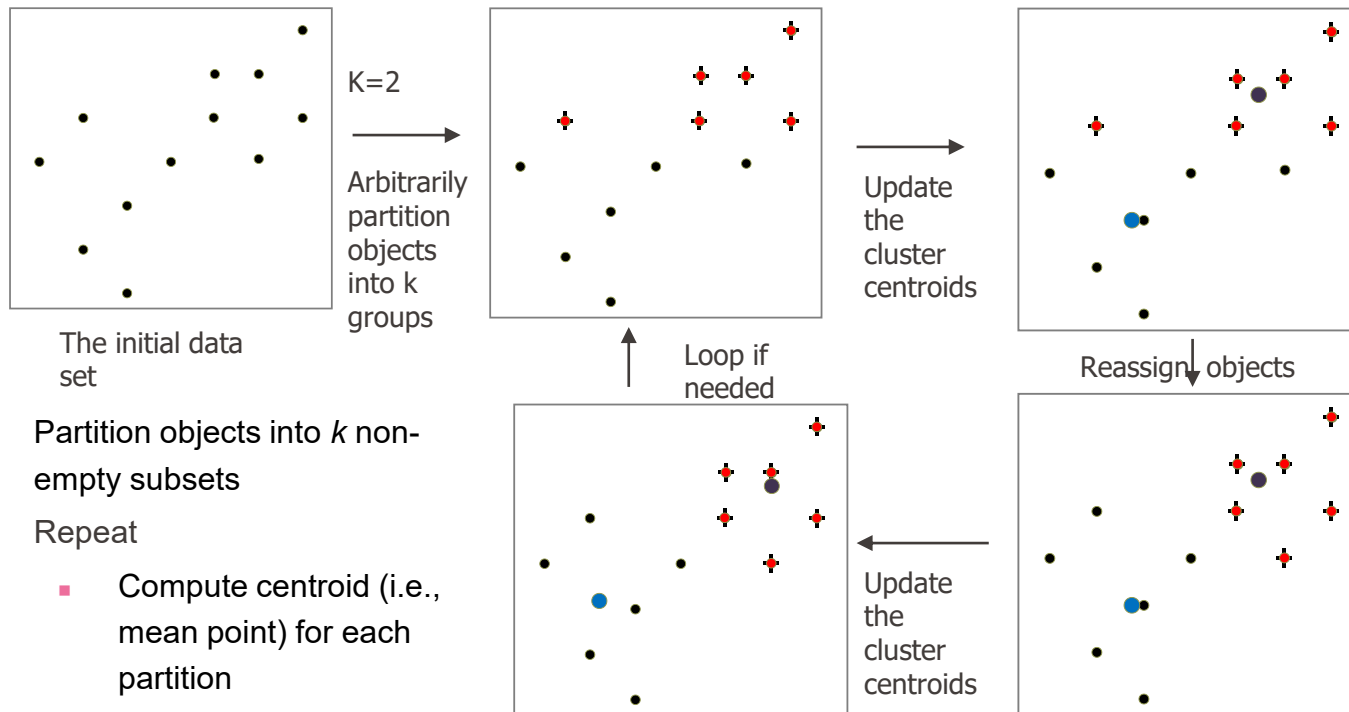 K=2
Arbitrarily
partition
objects
into k
groups
Update
the
cluster
centroids
The initial data
set
Loop if
needed
Reassign objects
Partition objects into k non-
empty subsets
Repeat
Compute centroid (i.e.,
mean point) for each
partition
Update
the
cluster
centroids